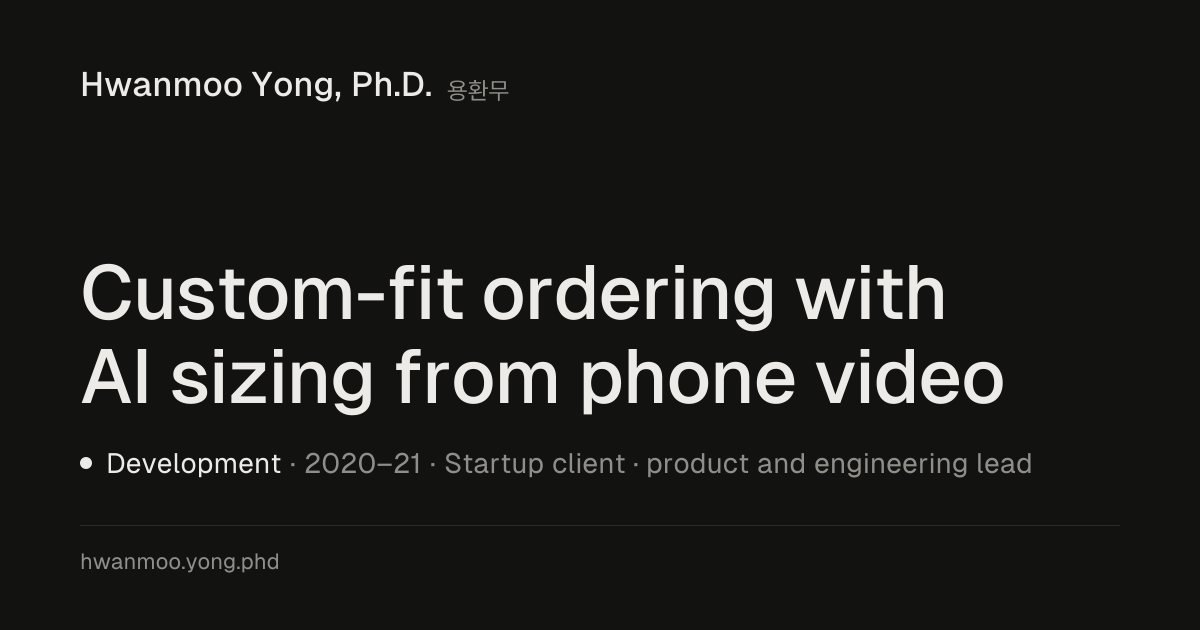 Hwanmoo Yong, Ph.D. 용환무
Custom-fit ordering with
AI sizing from phone video
• Development · 2020–21 · Startup client · product and engineering lead
hwanmoo.yong.phd